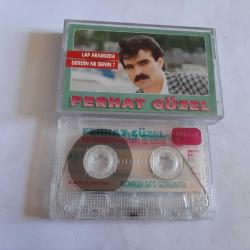 LAF ARAMIZDA
DERDİN NE SENİN ?
FERHAT GÜZEL
FERHAT GÜZEL
KOMEDİ SES GÖRÜNTÜ